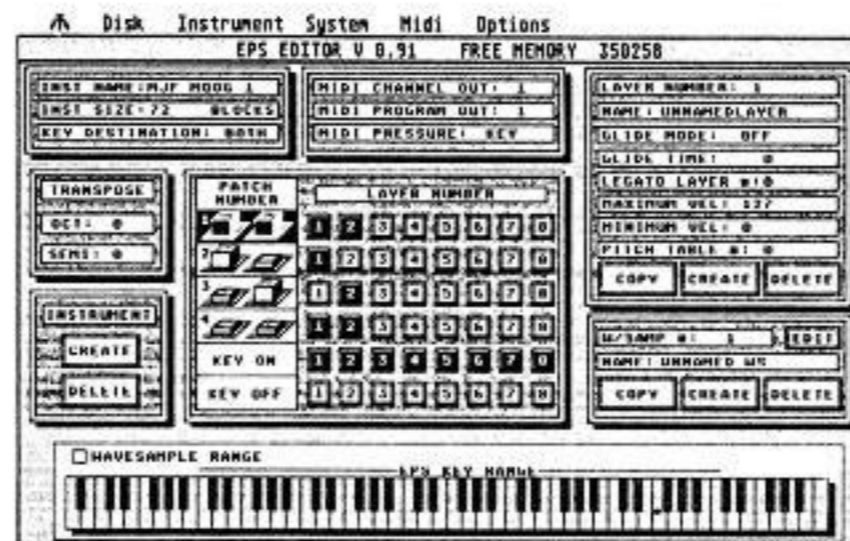 Disk Instrument System Midi Options
EPS EDITOR V 0.91 FREE MEMORY 350258
INST NAME:MJF MOOG 1
INST SIZE:72 BLOCKS
KEY DESTINATION: BOTH
MIDI CHANNEL OUT: 1
MIDI PROGRAM OUT: 1
MIDI PRESSURE: KEY
LAYER NUMBER: 1
NAME: UNNAMEDLAYER
GLIDE MODE: OFF
GLIDE TIME: 0
LEGATO LAYER #:0
MAXIMUM VEL: 127
MINIMUM VEL: 0
PITCH TABLE #: 0
COPY CREATE DELETE
TRANSPOSE
OCT: 0
SEMI: 0
INSTRUMENT
CREATE
DELETE
PATCH NUMBER
LAYER NUMBER
1 1 2 3 4 5 6 7 8
2 1 2 3 4 5 6 7 8
3 1 2 3 4 5 6 7 8
4 1 2 3 4 5 6 7 8
KEY ON 1 2 3 4 5 6 7 8
KEY OFF 1 2 3 4 5 6 7 8
W/SAMP #: 1 EDIT
NAME: UNNAMED WS
COPY CREATE DELETE
WAVESAMPLE RANGE
EPS KEY RANGE